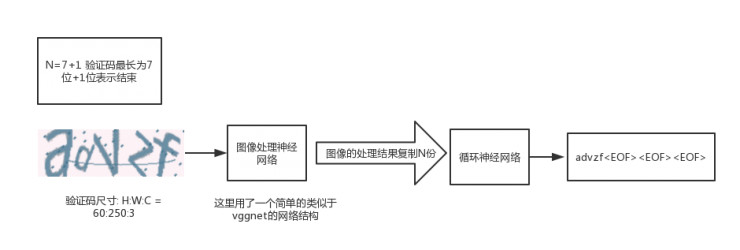 N=7+1 验证码最长为7
位+1位表示结束
advzf
图像处理神经
网络
图像的处理结果复制N份
循环神经网络
advzf<EOF><EOF><EOF>
验证码尺寸: H:W:C =
60:250:3
这里用了一个简单的类似于
vggnet的网络结构